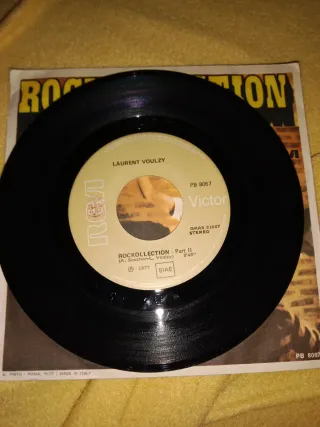 ROCKOLLECTION
LAURENT VOULZY
PB 8067
RCA
Victor
STEREO
ROCKOLLECTION - Part II
℗ 1977
SIAE
PB 8067